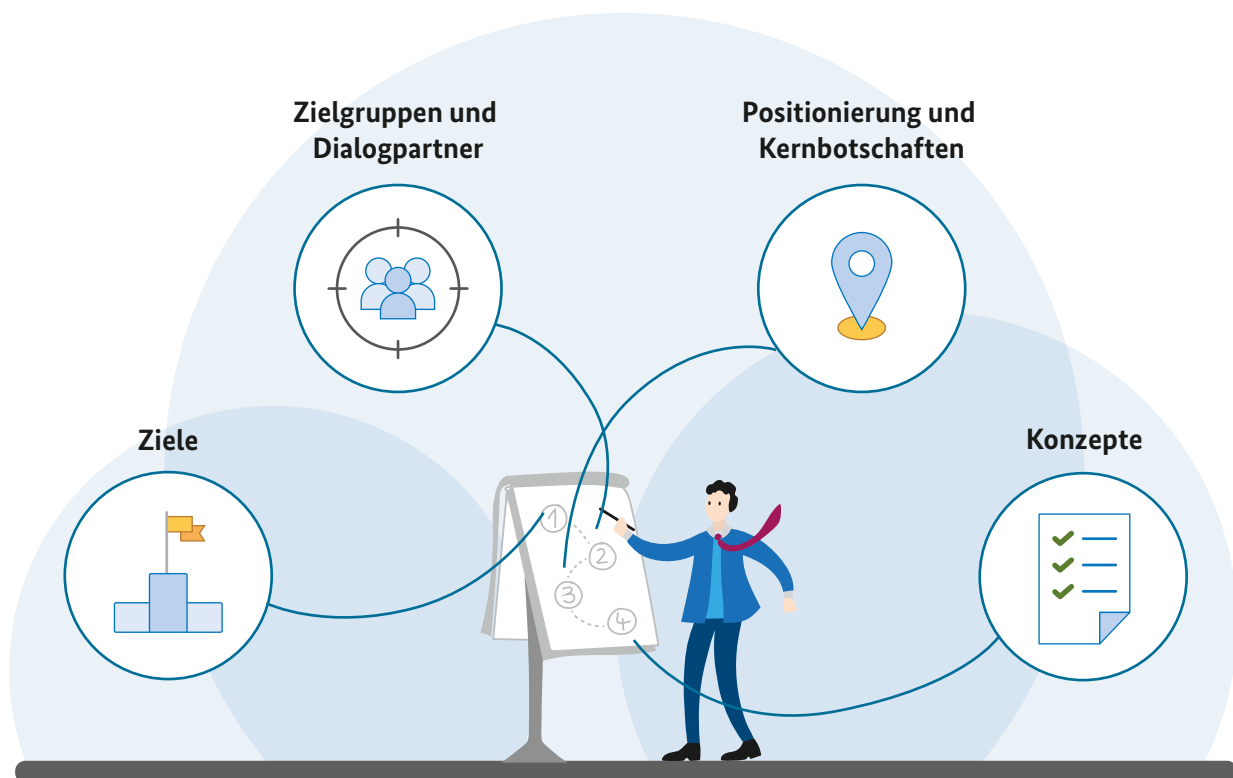 Zielgruppen und
Dialogpartner
Positionierung und
Kernbotschaften
Ziele
Konzepte
1
2
3
4